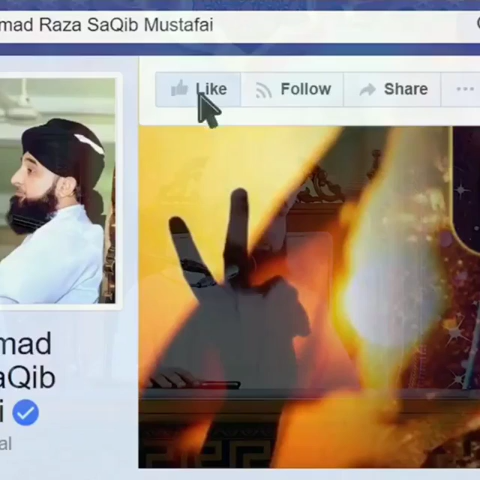 mad Raza SaQib Mustafai
Like Follow Share
mad
aQib
i
al